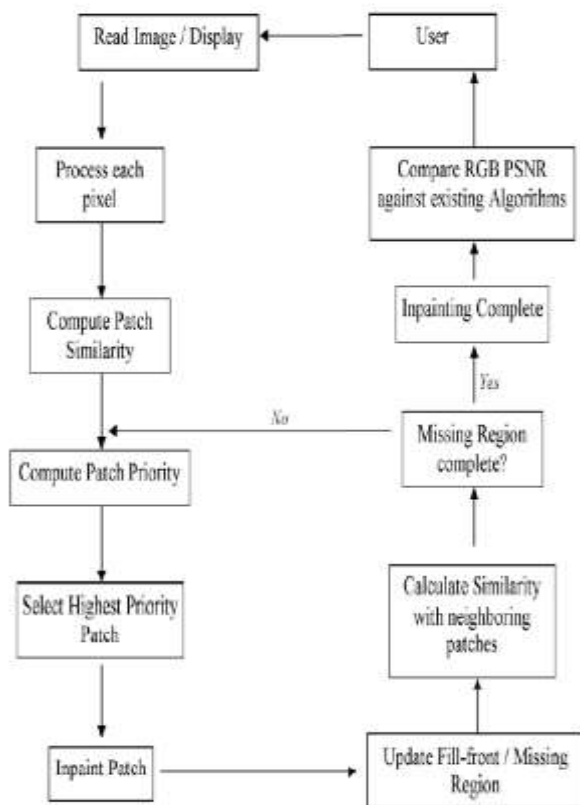 Read Image / Display
User
Process each
pixel
Compare RGB PSNR
against existing Algorithms
Compute Patch
Similarity
Inpainting Complete
Yes
No
Missing Region
complete?
Compute Patch Priority
Select Highest Priority
Patch
Calculate Similarity
with neighboring
patches
Inpaint Patch
Update Fill-front / Missing
Region